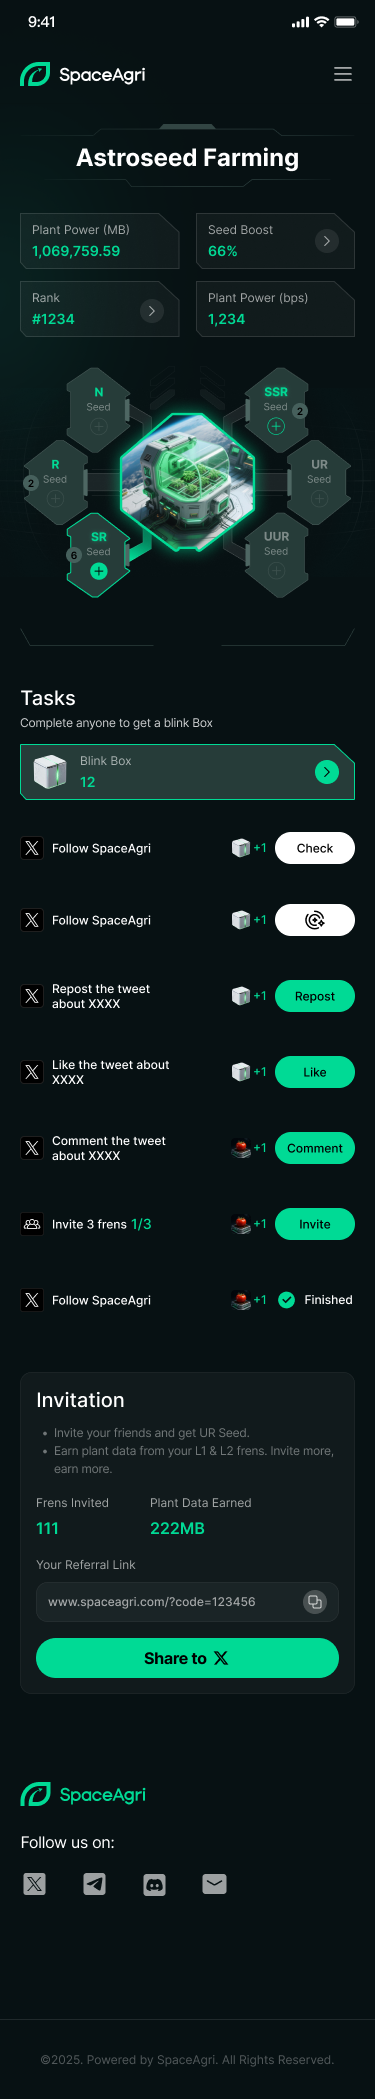 9:41
SpaceAgri
Astroseed Farming
Plant Power (MB)
1,069,759.59
Seed Boost
66%
Rank
#1234
Plant Power (bps)
1,234
N
Seed
SSR
Seed
2
R
Seed
2
UR
Seed
SR
Seed
6
UUR
Seed
Tasks
Complete anyone to get a blink Box
Blink Box
12
Follow SpaceAgri
+1
Check
Follow SpaceAgri
+1
Repost the tweet
about XXXX
+1
Repost
Like the tweet about
XXXX
+1
Like
Comment the tweet
about XXXX
+1
Comment
Invite 3 frens 1/3
+1
Invite
Follow SpaceAgri
+1
Finished
Invitation
• Invite your friends and get UR Seed.
• Earn plant data from your L1 & L2 frens. Invite more,
earn more.
Frens Invited
111
Plant Data Earned
222MB
Your Referral Link
www.spaceagri.com/?code=123456
Share to X
SpaceAgri
Follow us on:
©2025. Powered by SpaceAgri. All Rights Reserved.